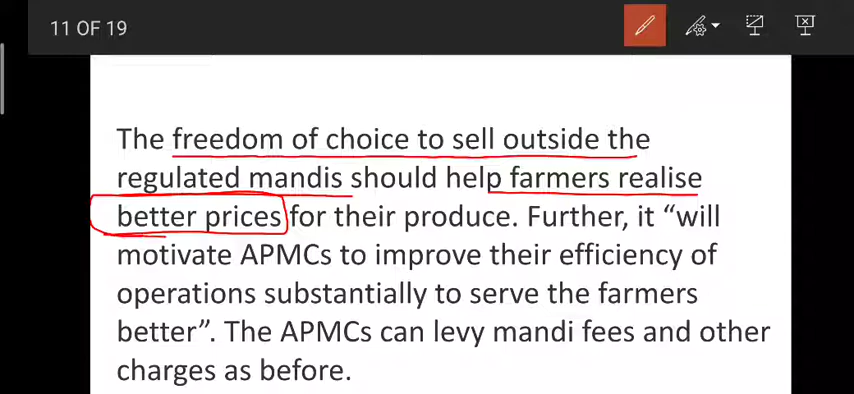 11 OF 19
The freedom of choice to sell outside the
regulated mandis should help farmers realise
better prices for their produce. Further, it “will
motivate APMCs to improve their efficiency of
operations substantially to serve the farmers
better”. The APMCs can levy mandi fees and other
charges as before.